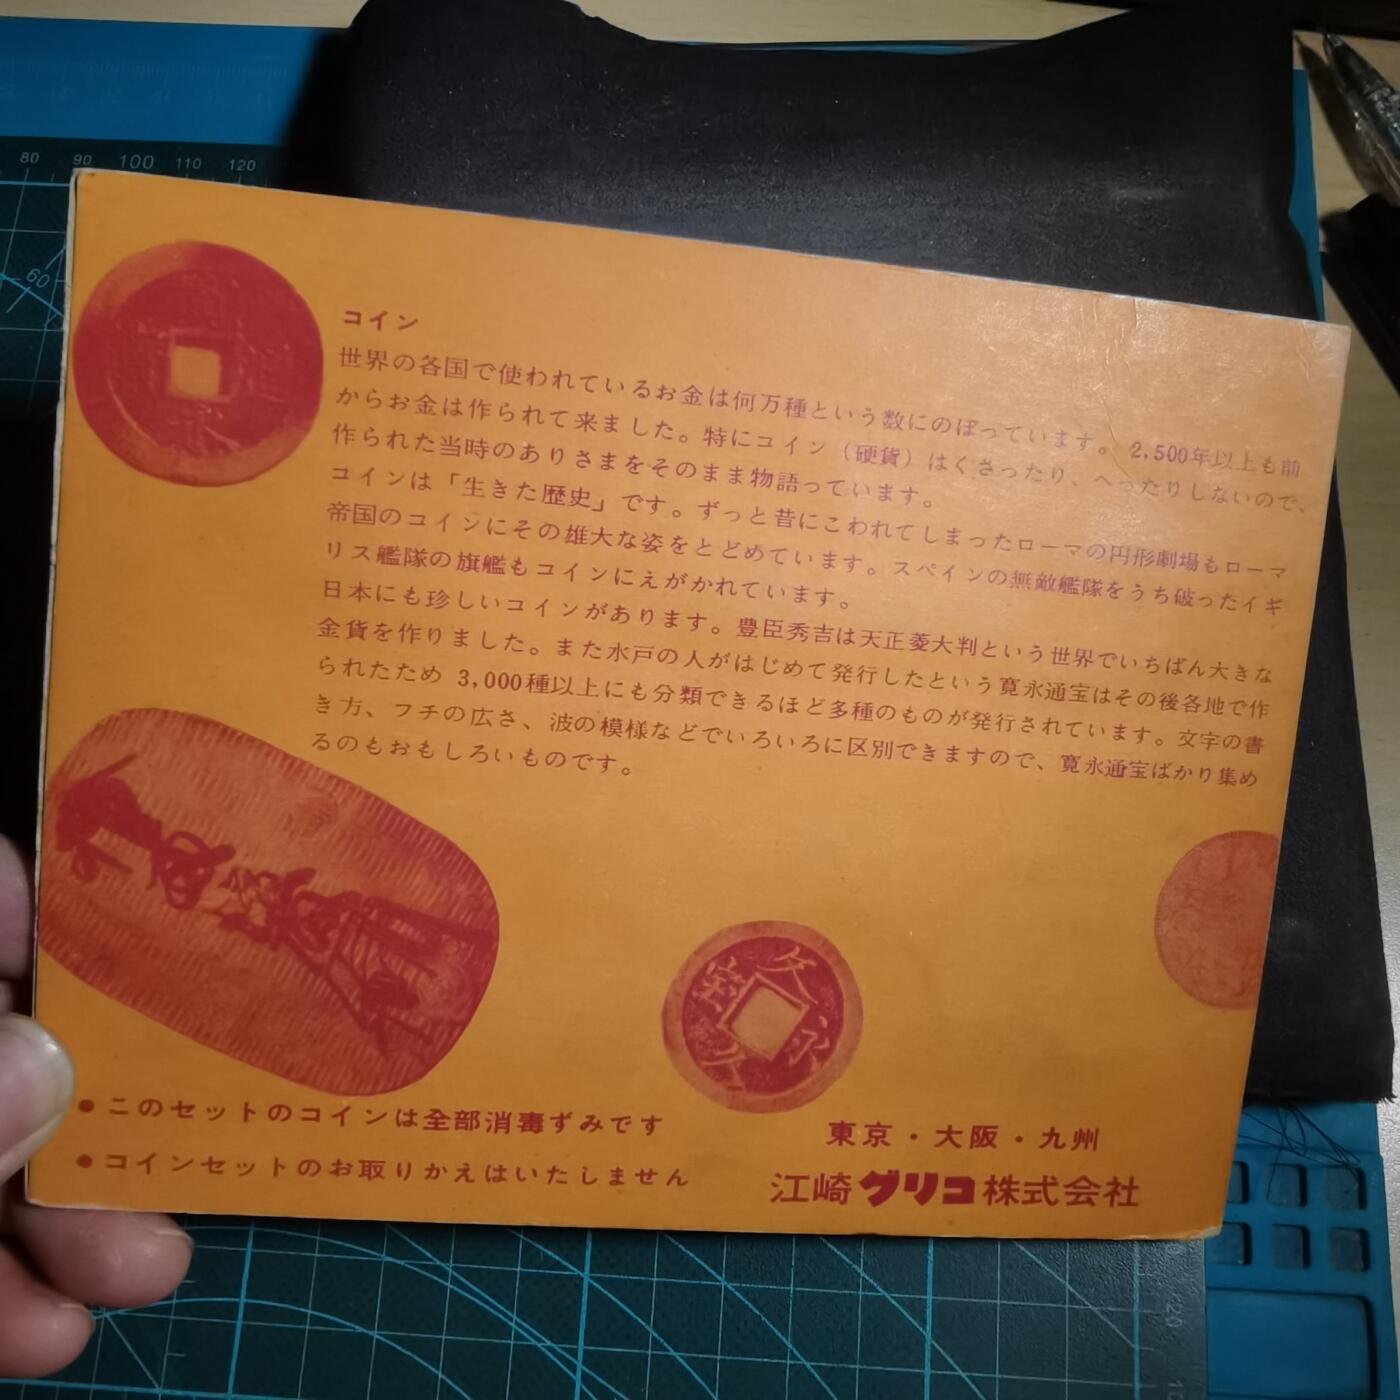 80 90 100 110 120
60
コイン
世界の各国で使われているお金は何万種という数にのぼっています。 2,500年以上も前
からお金は作られて来ました。特にコイン（硬貨）はくさったり、へったりしないので、
作られた当時のありさまをそのまま物語っています。
コインは「生きた歴史」です。ずっと昔にこわれてしまったローマの円形劇場もローマ
帝国のコインにその雄大な姿をとどめています。スペインの無敵艦隊をうち破ったイギ
リス艦隊の旗艦もコインにえがかれています。
日本にも珍しいコインがあります。豊臣秀吉は天正菱大判という世界でいちばん大きな
金貨を作りました。また水戸の人がはじめて発行したという寛永通宝はその後各地で作
られたため 3,000種以上にも分類できるほど多種のものが発行されています。文字の書
き方、フチの広さ、波の模様などでいろいろに区別できますので、寛永通宝ばかり集め
るのもおもしろいものです。
文久永宝
●このセットのコインは全部消毒ずみです
●コインセットのお取りかえはいたしません
東京・大阪・九州
江崎グリコ株式会社